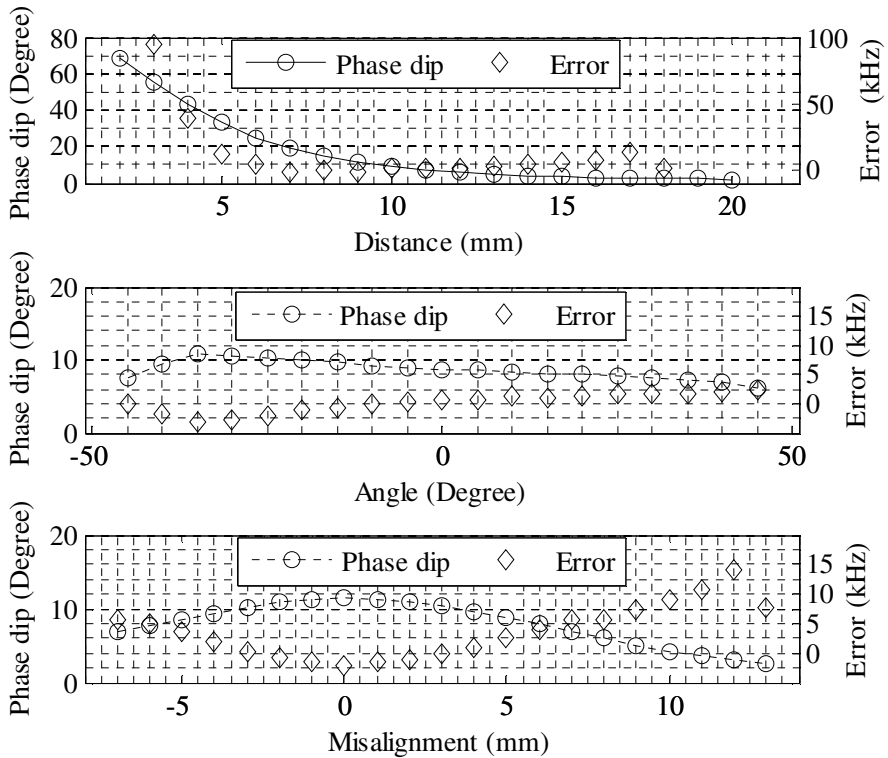 Phase dip (Degree)
80
60
40
20
0
Phase dip
Error
100
50
0
Error (kHz)
5
10
15
20
Distance (mm)
Phase dip (Degree)
20
10
0
Phase dip
Error
15
10
5
0
Error (kHz)
-50
0
50
Angle (Degree)
Phase dip (Degree)
20
10
0
Phase dip
Error
15
10
5
0
Error (kHz)
-5
0
5
10
Misalignment (mm)